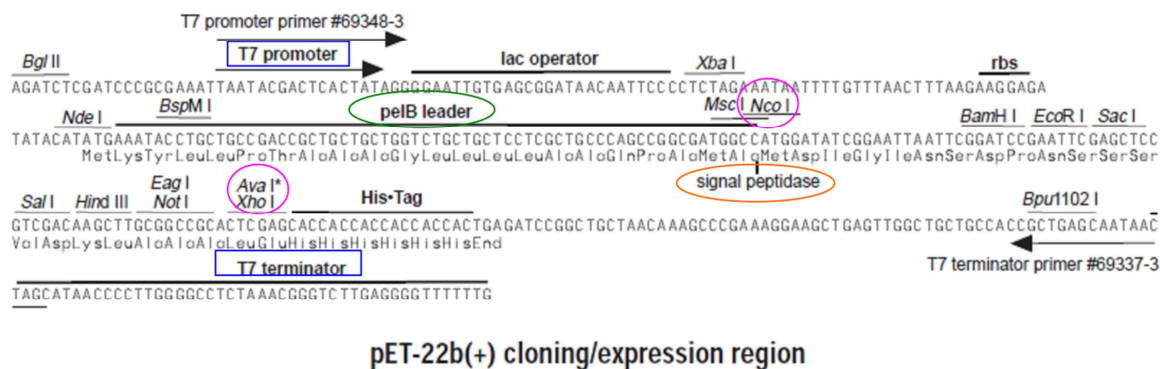 T7 promoter primer #69348-3
Bgl II T7 promoter lac operator Xba I rbs
AGATCTCGATCCCGCGAAATTAATACGACTCACTATAGGGGAATTGTGAGCGGATAACAATTCCCCTCTAGAAATAATTTTGTTTAACTTTAAGAAGGAGA
Nde I BspM I pelB leader Msc I Nco I BamH I EcoR I Sac I
TATACATATGAAATACCTGCTGCCGACCGCTGCTGCTGGTCTGCTGCTCCTCGCTGCCCAGCCGGCGATGGCCATGGATATCGGAATTAATTCGGATCCGAATTCGAGCTCC
MetLysTyrLeuLeuProThrAlaAlaAlaGlyLeuLeuLeuLeuAlaAlaGlnProAlaMetAlaMetAspIleGlyIleAsnSerAspProAsnSerSerSer
signal peptidase
Sal I Hind III Eag I Not I Ava I* Xho I His•Tag Bpu1102 I
GTCGACAAGCTTGCGGCCGCACTCGAGCACCACCACCACCACCACTGAGATCCGGCTGCTAACAAAGCCCGAAAGGAAGCTGAGTTGGCTGCTGCCACCGCTGAGCAATAAC
ValAspLysLeuAlaAlaAlaLeuGluHisHisHisHisHisHisEnd
T7 terminator T7 terminator primer #69337-3
TAGCATAACCCCTTGGGGCCTCTAAACGGGTCTTGAGGGGTTTTTTG
pET-22b(+) cloning/expression region